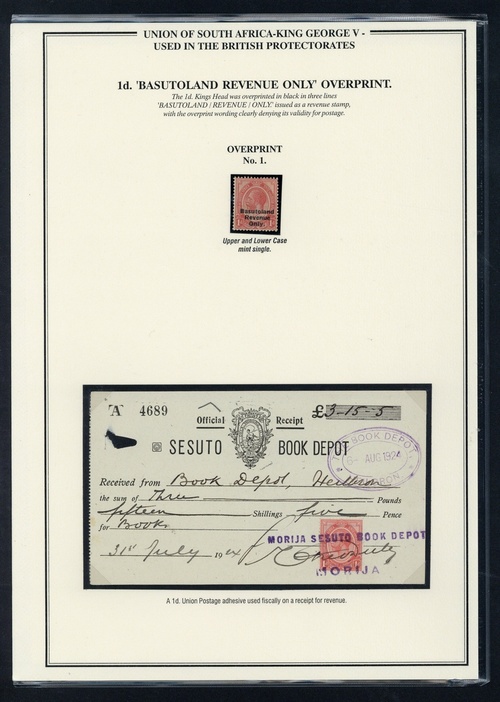 UNION OF SOUTH AFRICA-KING GEORGE V -
USED IN THE BRITISH PROTECTORATES
1d. 'BASUTOLAND REVENUE ONLY' OVERPRINT.
The 1d. Kings Head was overprinted in black in three lines
'BASUTOLAND / REVENUE / ONLY.' issued as a revenue stamp,
with the overprint wording clearly denying its validity for postage.
OVERPRINT
No. 1.
Basutoland
Revenue
Only.
Upper and Lower Case
mint single.
A 4689
Official Receipt
£3-15-5
SESUTO BOOK DEPOT
BOOK DEPOT
AUG 1924
Received from Book Depôt, Heilbron
the sum of Three Pounds
fifteen Shillings five Pence
for Books
31st July 1924
MORIJA SESUTO BOOK DEPOT
MORIJA
A 1d. Union Postage adhesive used fiscally on a receipt for revenue.